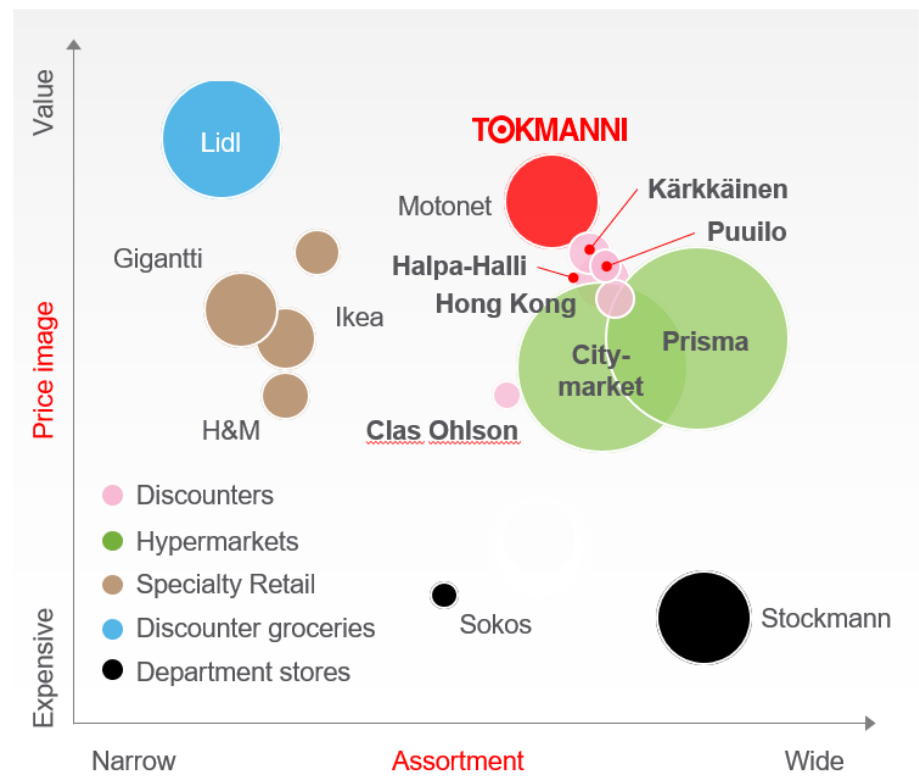 Value
Lidl
TOKMANNI
Motonet
Kärkkäinen
Puuilo
Gigantti
Halpa-Halli
Hong Kong
Ikea
Price image
City-
market
Prisma
H&M
Clas Ohlson
Discounters
Hypermarkets
Specialty Retail
Discounter groceries
Department stores
Sokos
Stockmann
Expensive
Narrow
Assortment
Wide